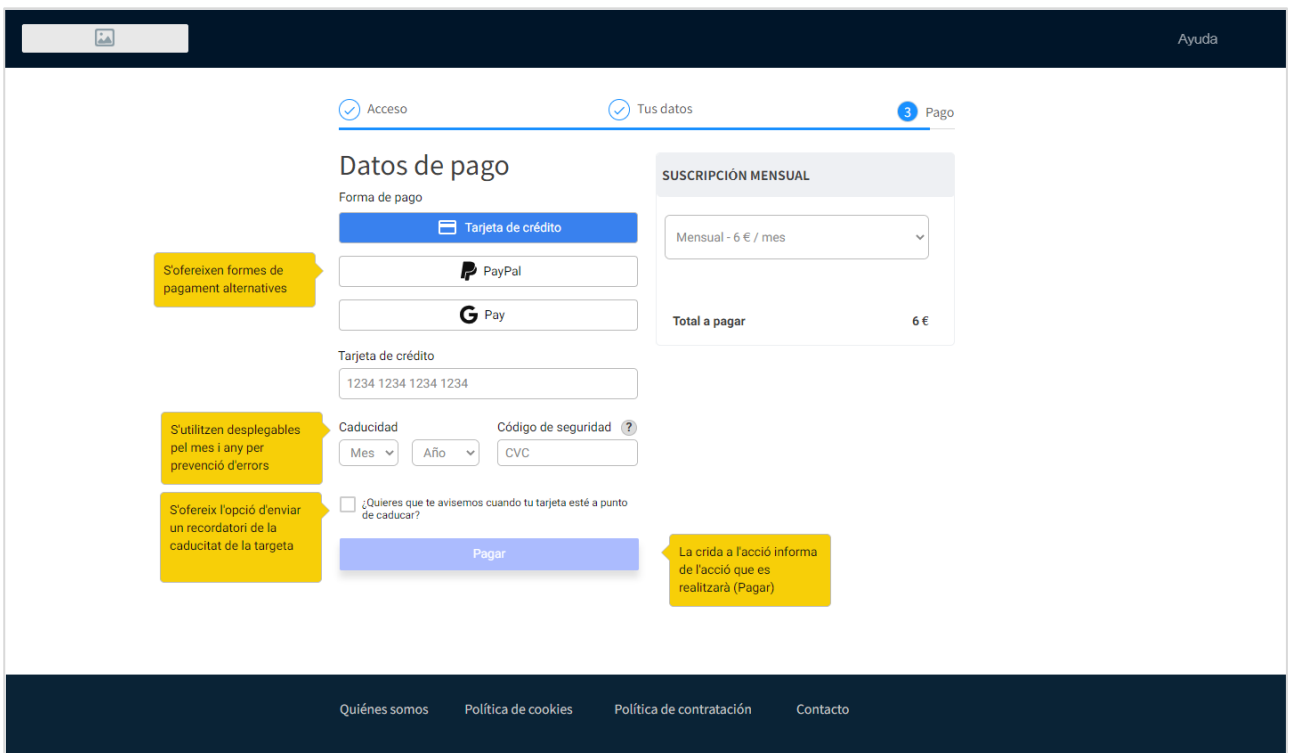 Ayuda
Acceso
Tus datos
3 Pago
Datos de pago
Forma de pago
Tarjeta de crédito
PayPal
G Pay
S'ofereixen formes de
pagament alternatives
SUSCRIPCIÓN MENSUAL
Mensual - 6 € / mes
Total a pagar 6 €
Tarjeta de crédito
1234 1234 1234 1234
S'utilitzen desplegables
pel mes i any per
prevenció d'errors
Caducidad
Mes
Año
Código de seguridad ?
CVC
S'ofereix l'opció d'enviar
un recordatori de la
caducitat de la targeta
¿Quieres que te avisemos cuando tu tarjeta esté a punto
de caducar?
Pagar
La crida a l'acció informa
de l'acció que es
realitzarà (Pagar)
Quiénes somos
Política de cookies
Política de contratación
Contacto